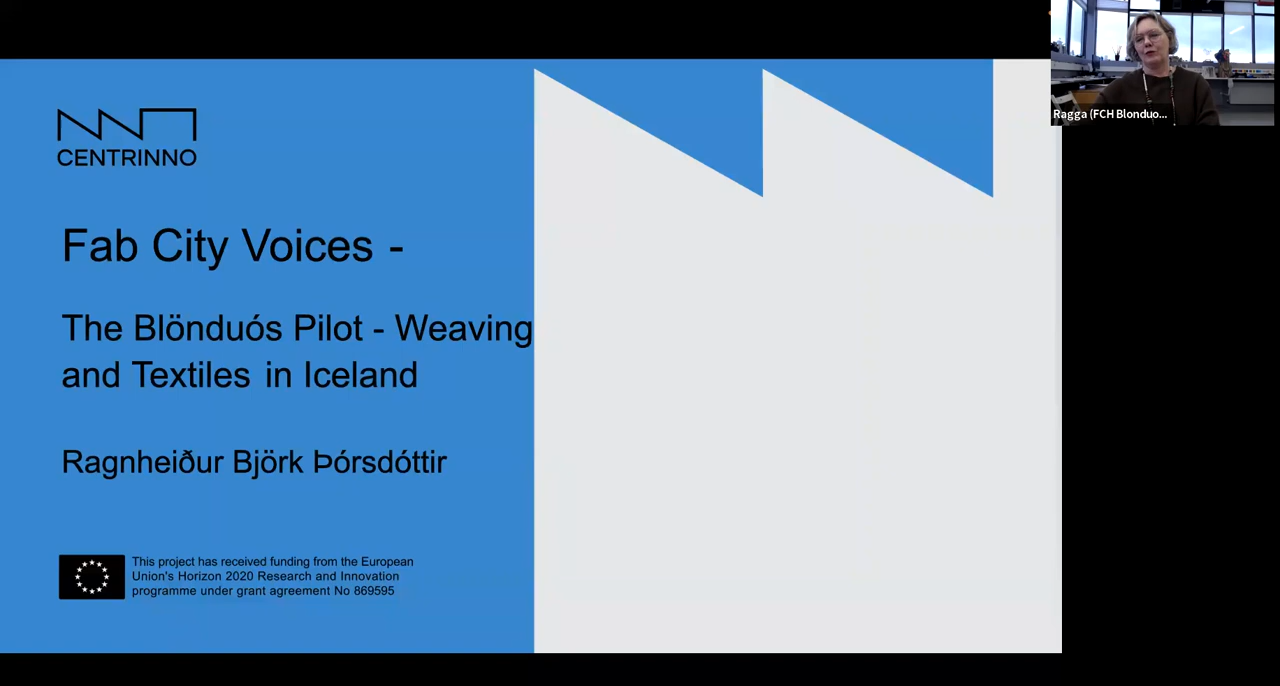 CENTRINNO
Fab City Voices -
The Blönduós Pilot - Weaving
and Textiles in Iceland
Ragnheiður Björk Þórsdóttir
This project has received funding from the European
Union's Horizon 2020 Research and Innovation
programme under grant agreement No 869595
Ragga (FCH Blonduo...